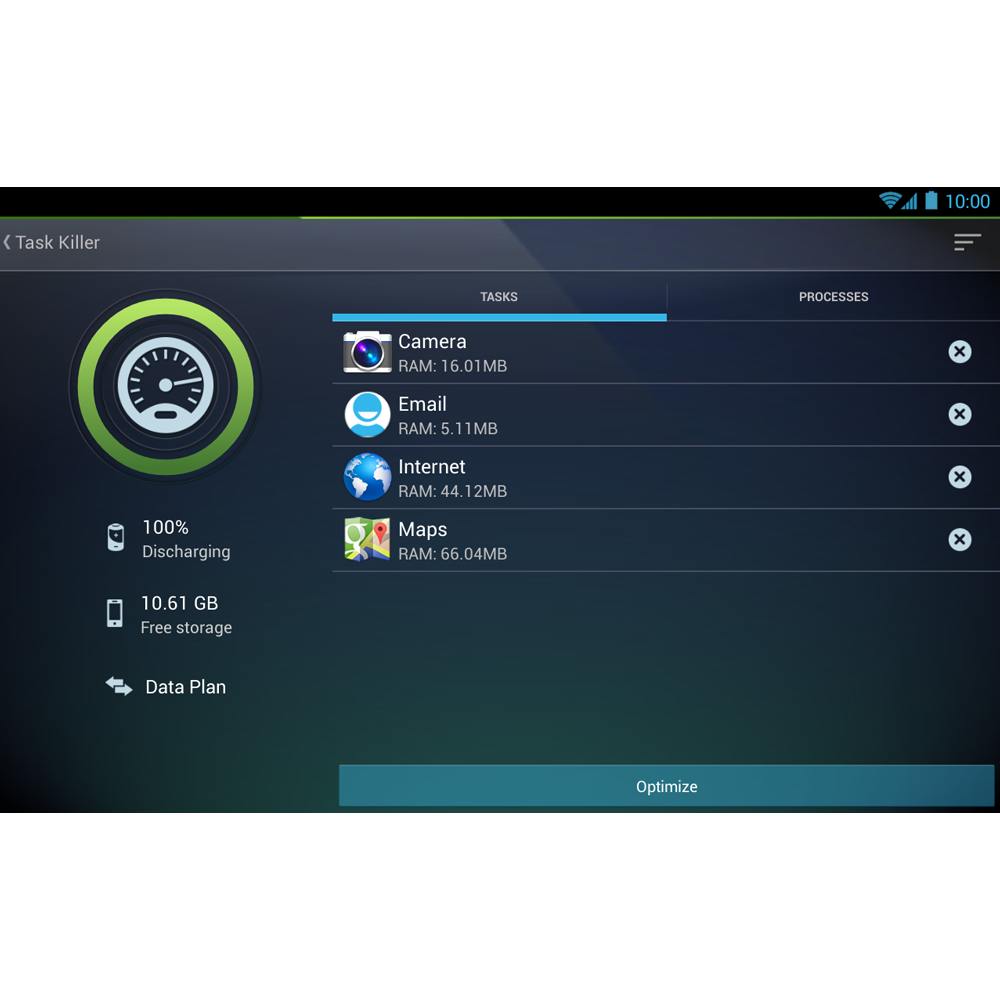 10:00
Task Killer
TASKS
PROCESSES
Camera
RAM: 16.01MB
Email
RAM: 5.11MB
Internet
RAM: 44.12MB
Maps
RAM: 66.04MB
100%
Discharging
10.61 GB
Free storage
Data Plan
Optimize